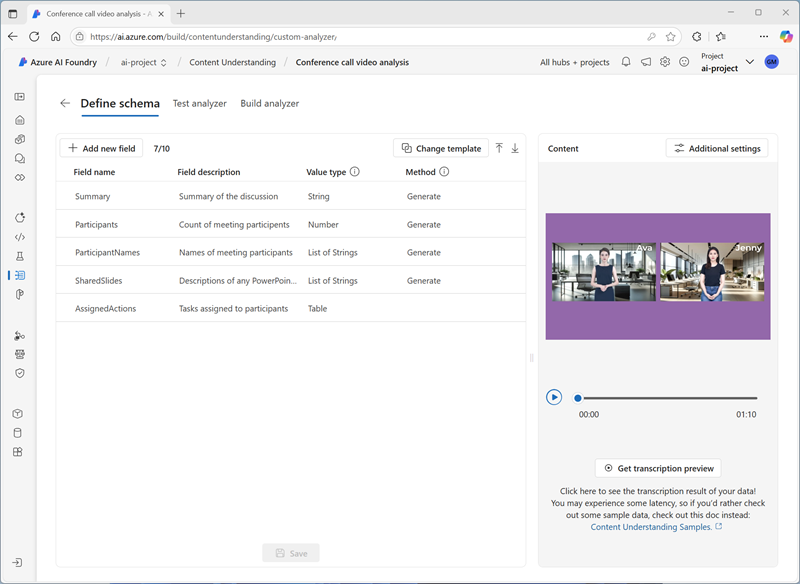 Conference call video analysis - A
https://ai.azure.com/build/contentunderstanding/custom-analyzer/
Azure AI Foundry / ai-project / Content Understanding / Conference call video analysis
All hubs + projects
Project
ai-project
GM
Define schema Test analyzer Build analyzer
Add new field 7/10 Change template
Field name Field description Value type Method
Summary Summary of the discussion String Generate
Participants Count of meeting participents Number Generate
ParticipantNames Names of meeting participants List of Strings Generate
SharedSlides Descriptions of any PowerPoin... List of Strings Generate
AssignedActions Tasks assigned to participants Table
Save
Content Additional settings
Ava Jenny
00:00 01:10
Get transcription preview
Click here to see the transcription result of your data!
You may experience some latency, so if you'd rather check
out some sample data, check out this doc instead:
Content Understanding Samples.